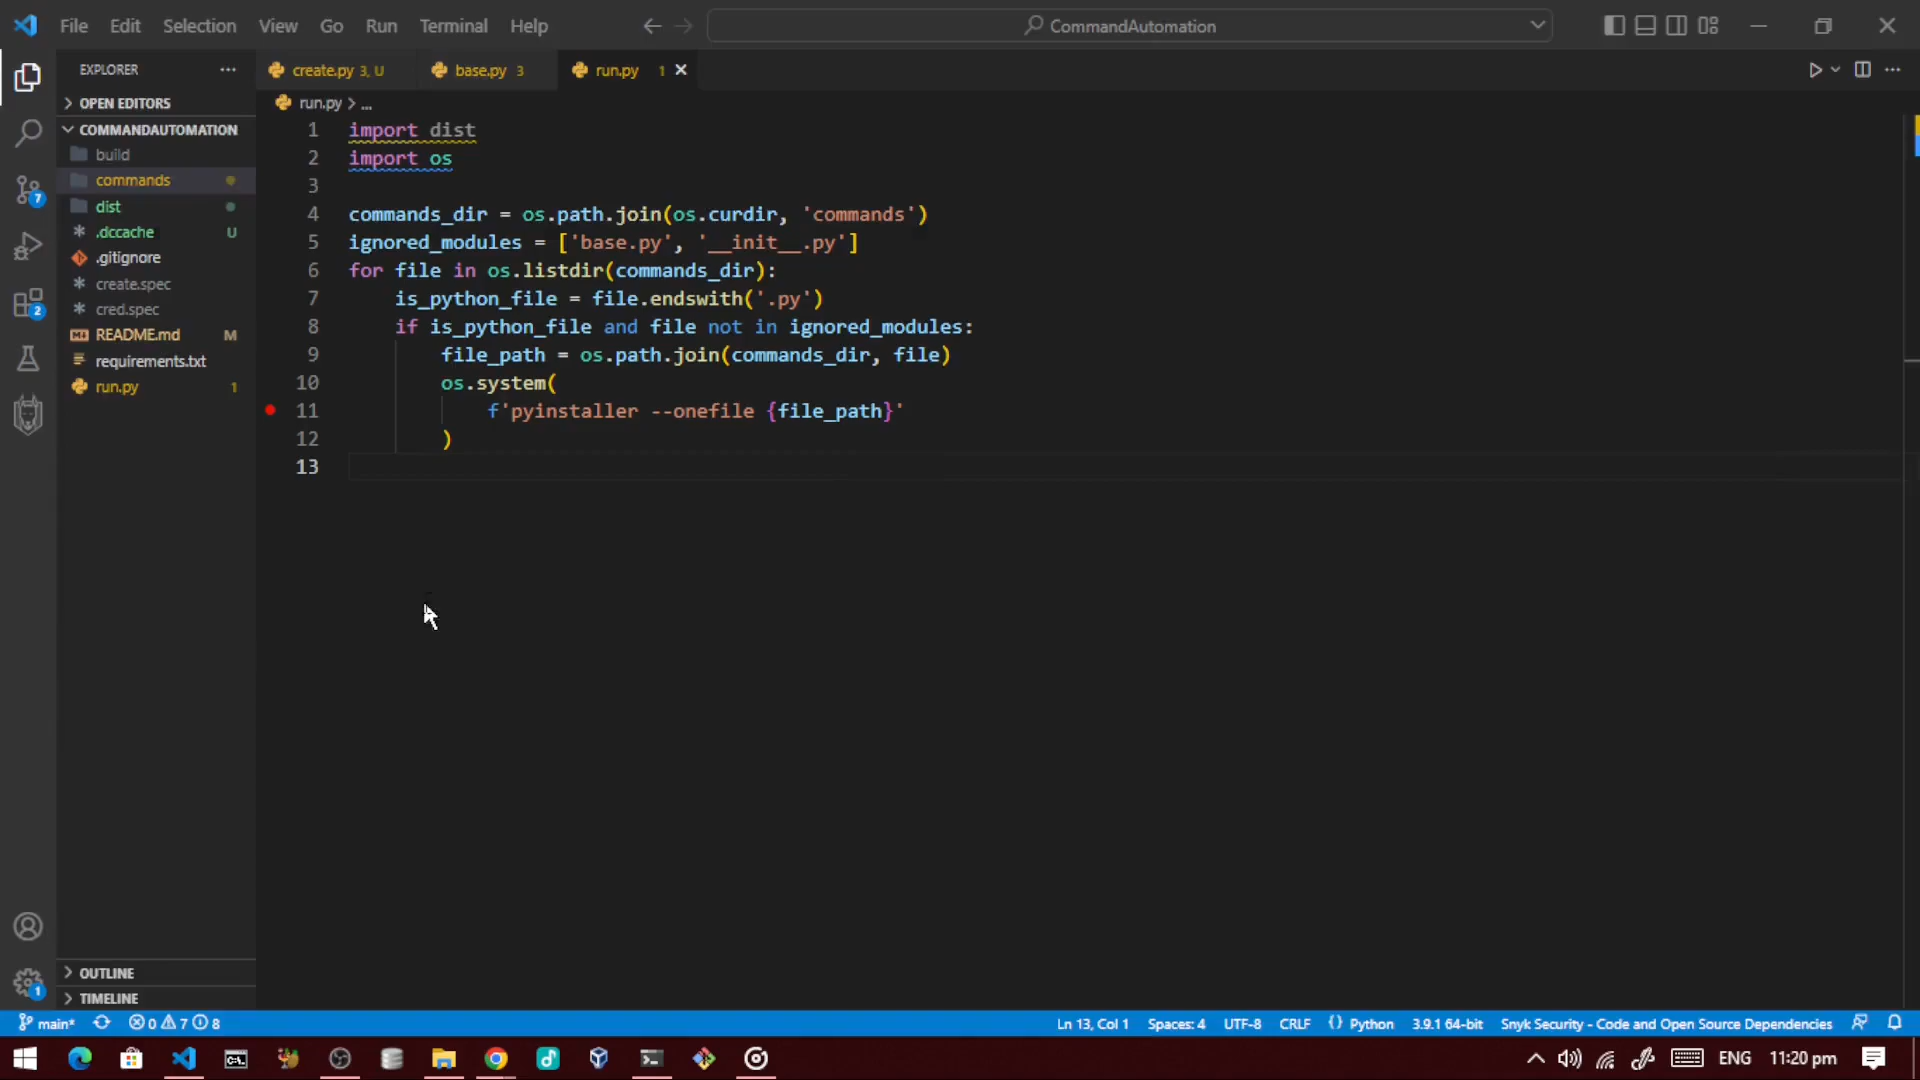 File Edit Selection View Go Run Terminal Help
CommandAutomation
EXPLORER
create.py 3, U
base.py 3
run.py 1
OPEN EDITORS
run.py > ...
COMMANDAUTOMATION
build
commands
dist
.dccache U
.gitignore
create.spec
cred.spec
README.md M
requirements.txt
run.py 1
1 import dist
2 import os
3
4 commands_dir = os.path.join(os.curdir, 'commands')
5 ignored_modules = ['base.py', '__init__.py']
6 for file in os.listdir(commands_dir):
7 is_python_file = file.endswith('.py')
8 if is_python_file and file not in ignored_modules:
9 file_path = os.path.join(commands_dir, file)
10 os.system(
11 f'pyinstaller --onefile {file_path}'
12 )
13
7
2
1
OUTLINE
TIMELINE
main* 0 7 8
Ln 13, Col 1 Spaces: 4 UTF-8 CRLF Python 3.9.1 64-bit Snyk Security - Code and Open Source Dependencies
ENG 11:20 pm